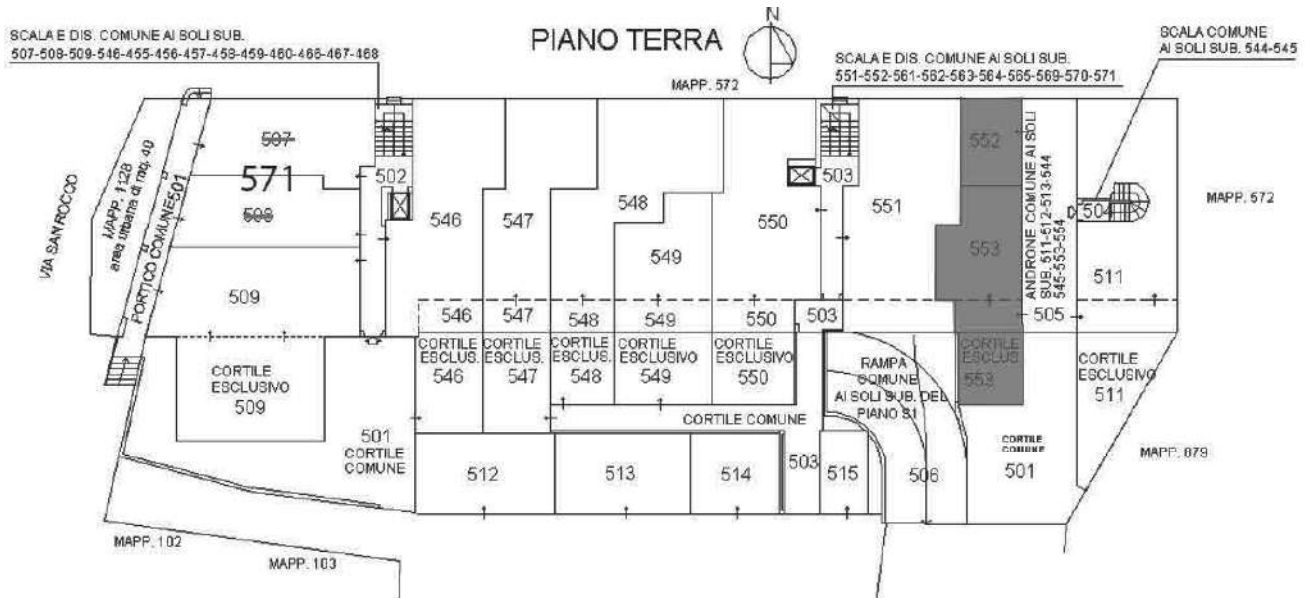 PIANO TERRA
N
SCALA E DIS. COMUNE AI SOLI SUB.
507-508-509-546-455-456-457-458-459-460-466-467-468
SCALA E DIS. COMUNE AI SOLI SUB.
551-552-561-562-563-564-565-569-570-571
SCALA COMUNE
AI SOLI SUB. 544-545
MAPP. 572
VIA SAN ROCCO
MAPP. 1128
area urbana di mq. 40
PORTICO COMUNE 501
507
571
508
509
502
546
547
548
549
550
503
551
552
553
ANDRONE COMUNE AI SOLI
SUB. 511-512-513-544
545-553-554
504
511
MAPP. 572
505
546
547
548
549
550
503
CORTILE
ESCLUSIVO
509
CORTILE
ESCLUS.
546
CORTILE
ESCLUS.
547
CORTILE
ESCLUS.
548
CORTILE
ESCLUSIVO
549
CORTILE
ESCLUSIVO
550
RAMPA
COMUNE
AI SOLI SUB. DEL
PIANO S1
CORTILE
ESCLUS.
553
CORTILE
ESCLUSIVO
511
501
CORTILE
COMUNE
CORTILE COMUNE
512
513
514
503
515
506
CORTILE
COMUNE
501
MAPP. 879
MAPP. 102
MAPP. 103